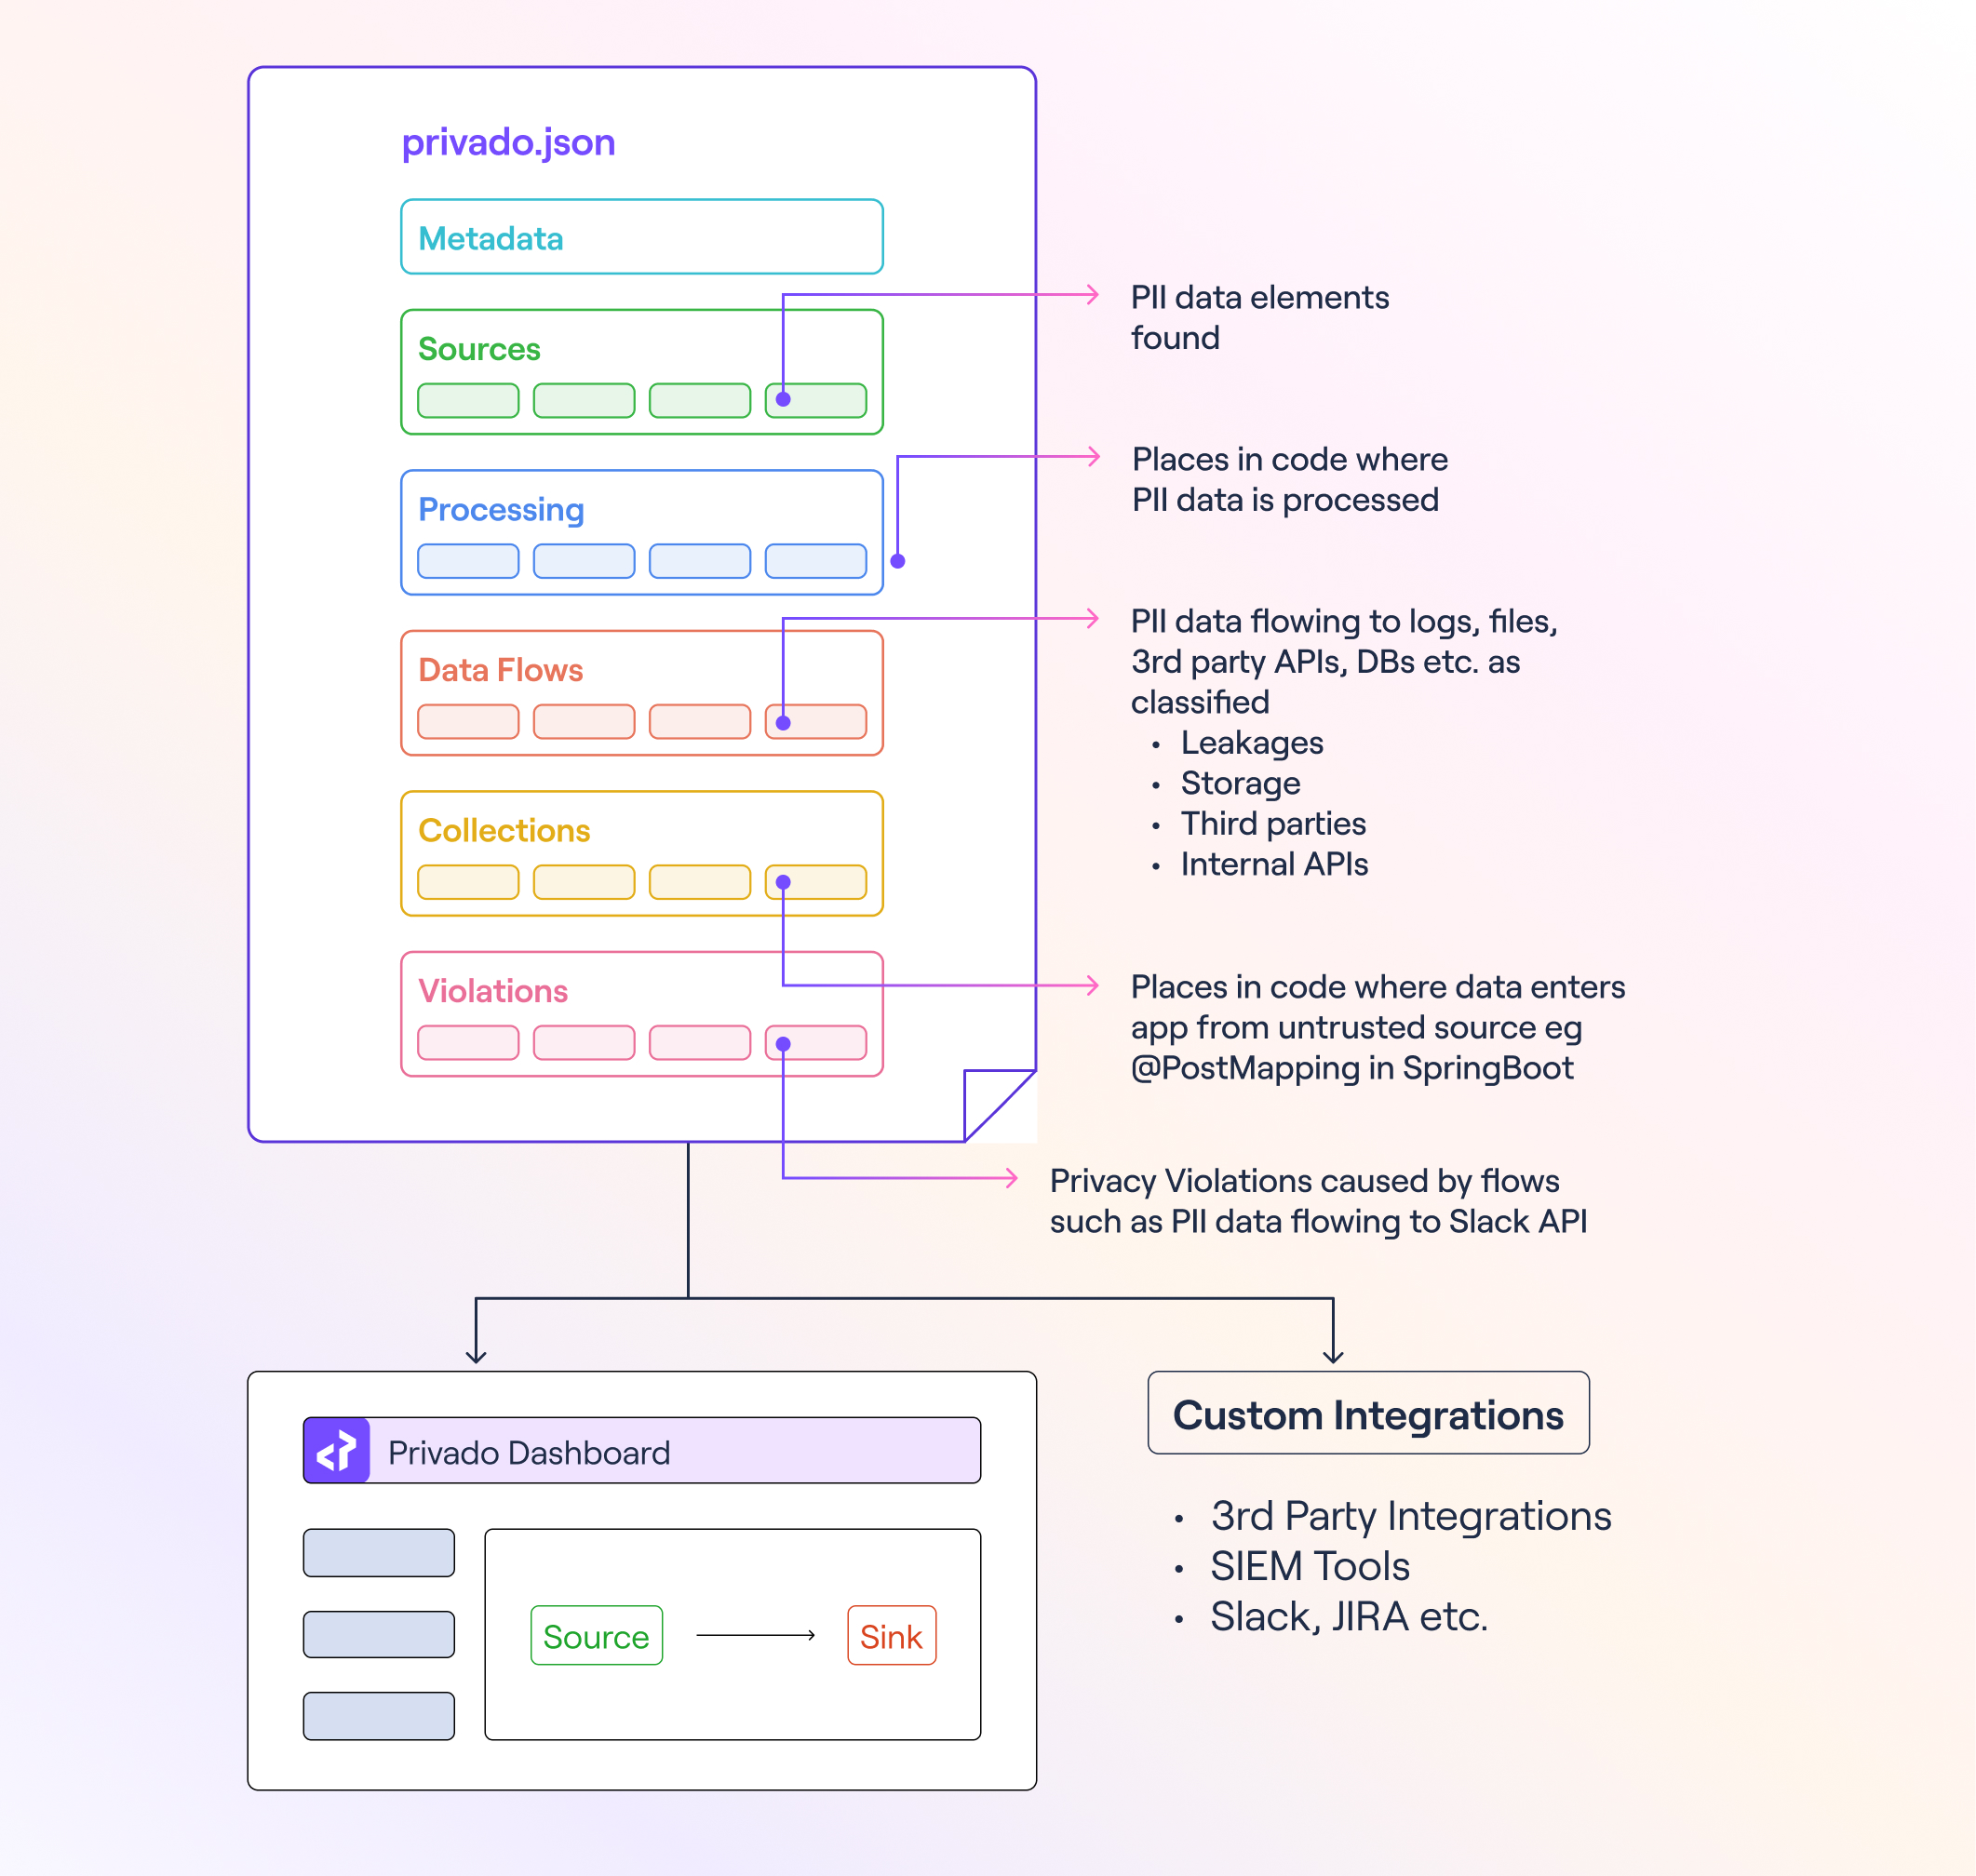 privado.json
Metadata
Sources
PII data elements
found
Processing
Places in code where
PII data is processed
Data Flows
PII data flowing to logs, files,
3rd party APIs, DBs etc. as
classified
• Leakages
• Storage
• Third parties
• Internal APIs
Collections
Places in code where data enters
app from untrusted source eg
@PostMapping in SpringBoot
Violations
Privacy Violations caused by flows
such as PII data flowing to Slack API
Privado Dashboard
Source
Sink
Custom Integrations
• 3rd Party Integrations
• SIEM Tools
• Slack, JIRA etc.